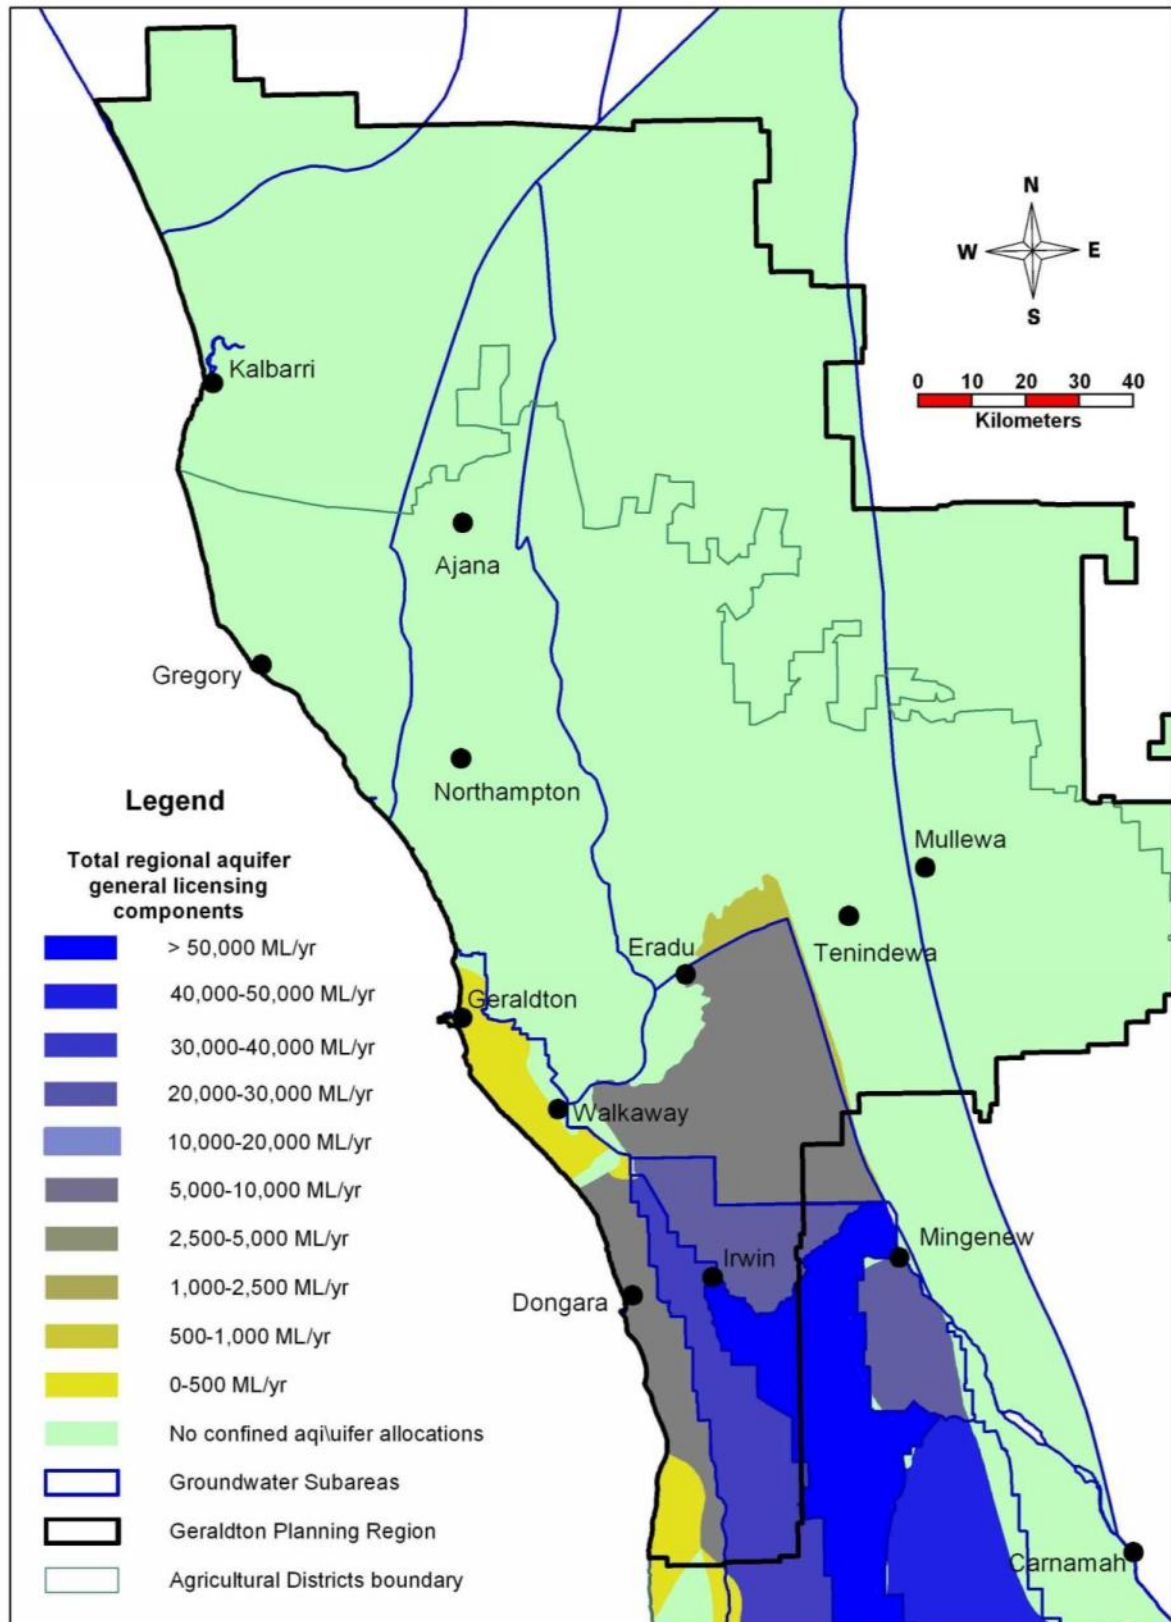 N
W E
S
0 10 20 30 40
Kilometers
Kalbarri
Ajana
Gregory
Northampton
Mullewa
Tenindewa
Eradu
Geraldton
Walkaway
Mingenew
Irwin
Dongara
Carnamah
Legend
Total regional aquifer
general licensing
components
> 50,000 ML/yr
40,000-50,000 ML/yr
30,000-40,000 ML/yr
20,000-30,000 ML/yr
10,000-20,000 ML/yr
5,000-10,000 ML/yr
2,500-5,000 ML/yr
1,000-2,500 ML/yr
500-1,000 ML/yr
0-500 ML/yr
No confined aqi\uifer allocations
Groundwater Subareas
Geraldton Planning Region
Agricultural Districts boundary